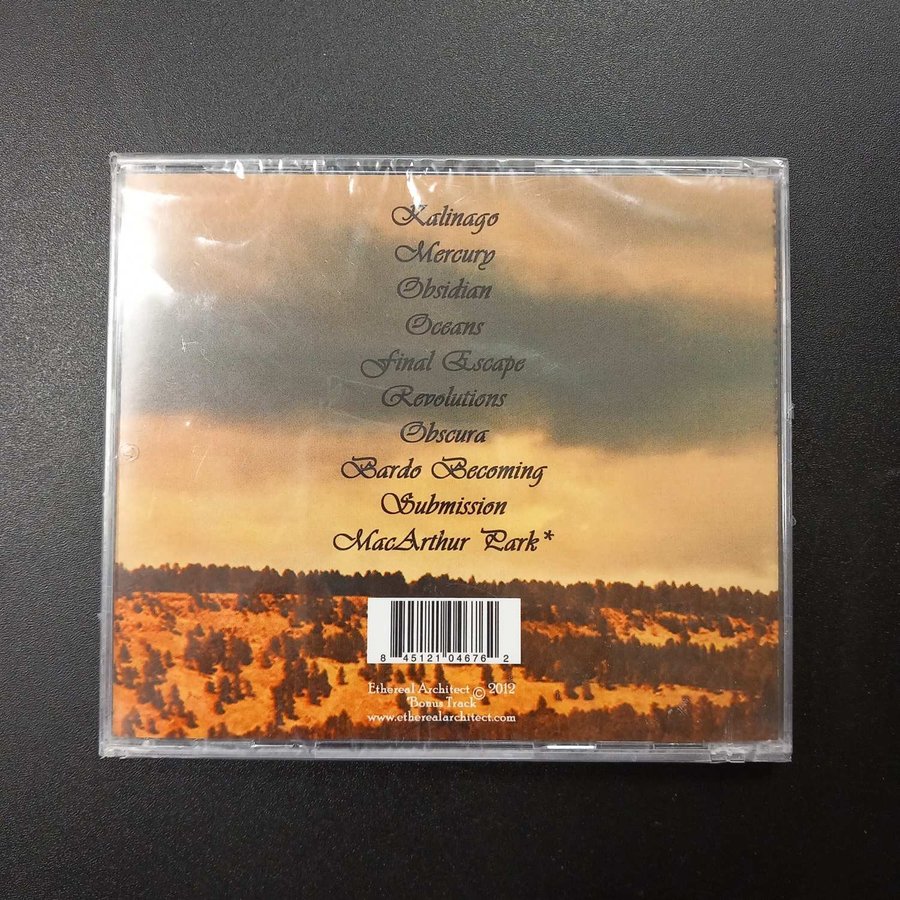 Kalinago
Mercury
Obsidian
Oceans
Final Escape
Revolutions
Obscura
Bardo Becoming
Submission
MacArthur Park*
8 45121 04676 2
Ethereal Architect © 2012
*Bonus Track
www.etherealarchitect.com